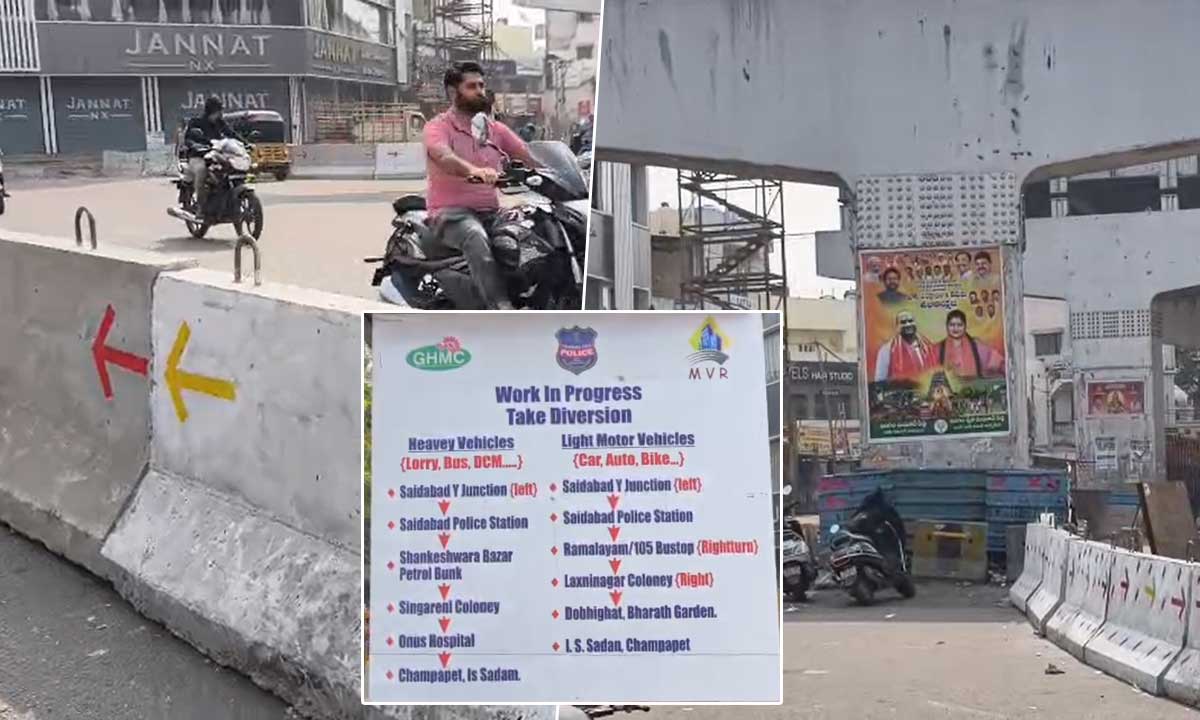 JANNAT
NX
JANNAT
JANNAT
JANNAT
NX
JANNAT
VELS HAIR STUDIO
GHMC
POLICE
MVR
Work In Progress
Take Diversion
Heavey Vehicles
{Lorry, Bus, DCM.....}
Saidabad Y Junction {left}
Saidabad Police Station
Shankeshwara Bazar
Petrol Bunk
Singareni Coloney
Onus Hospital
Champapet, Is Sadam.
Light Motor Vehicles
{Car, Auto, Bike...}
Saidabad Y Junction {left}
Saidabad Police Station
Ramalayam/105 Bustop {Rightturn}
Laxninagar Coloney {Right}
Dobhighat, Bharath Garden.
I. S. Sadan, Champapet